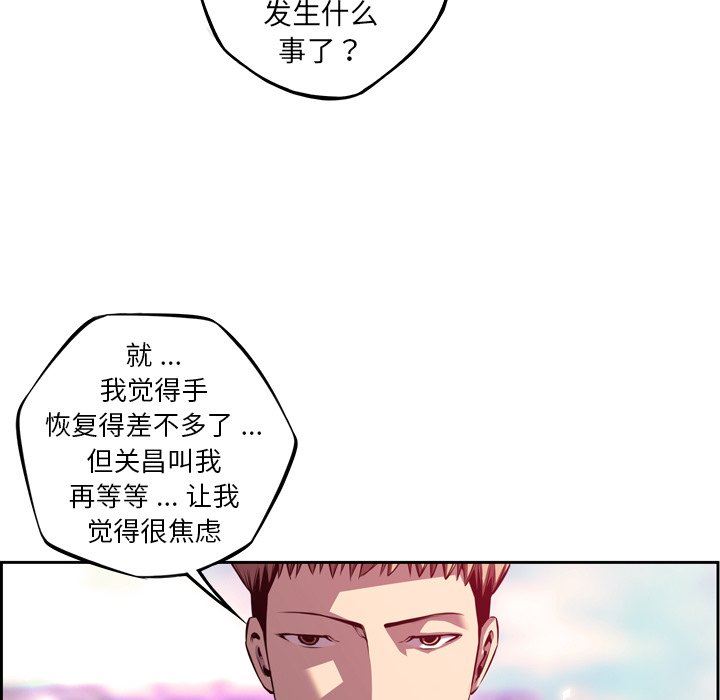 发生什么
事了？
就 ...
我觉得手
恢复得差不多了 ...
但关昌叫我
再等等 ... 让我
觉得很焦虑